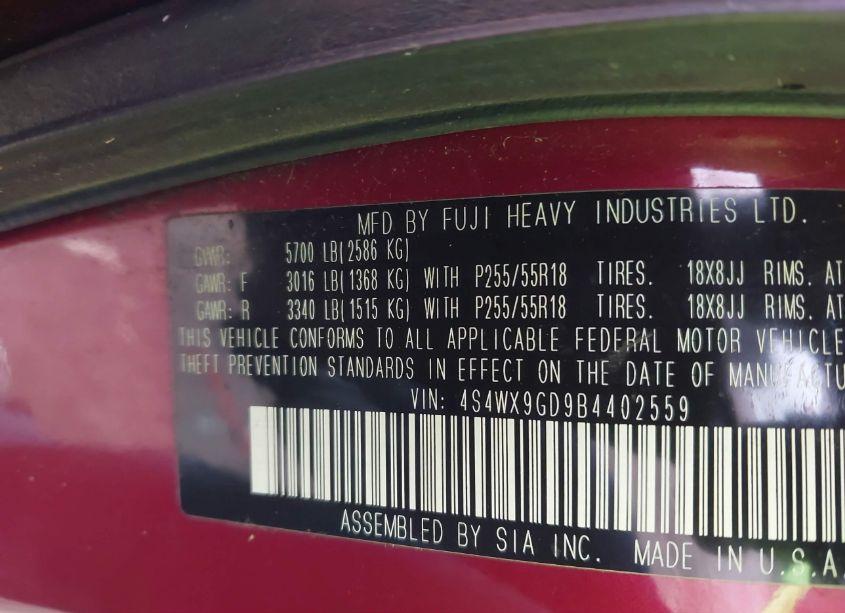 MFD BY FUJI HEAVY INDUSTRIES LTD.
GVWR: 5700 LB(2586 KG)
GAWR: F 3016 LB(1368 KG) WITH P255/55R18 TIRES. 18X8JJ RIMS. AT
GAWR: R 3340 LB(1515 KG) WITH P255/55R18 TIRES. 18X8JJ RIMS. AT
THIS VEHICLE CONFORMS TO ALL APPLICABLE FEDERAL MOTOR VEHICLE
THEFT PREVENTION STANDARDS IN EFFECT ON THE DATE OF MANUFACT
VIN: 4S4WX9GD9B4402559
ASSEMBLED BY SIA INC. MADE IN U.S.A.